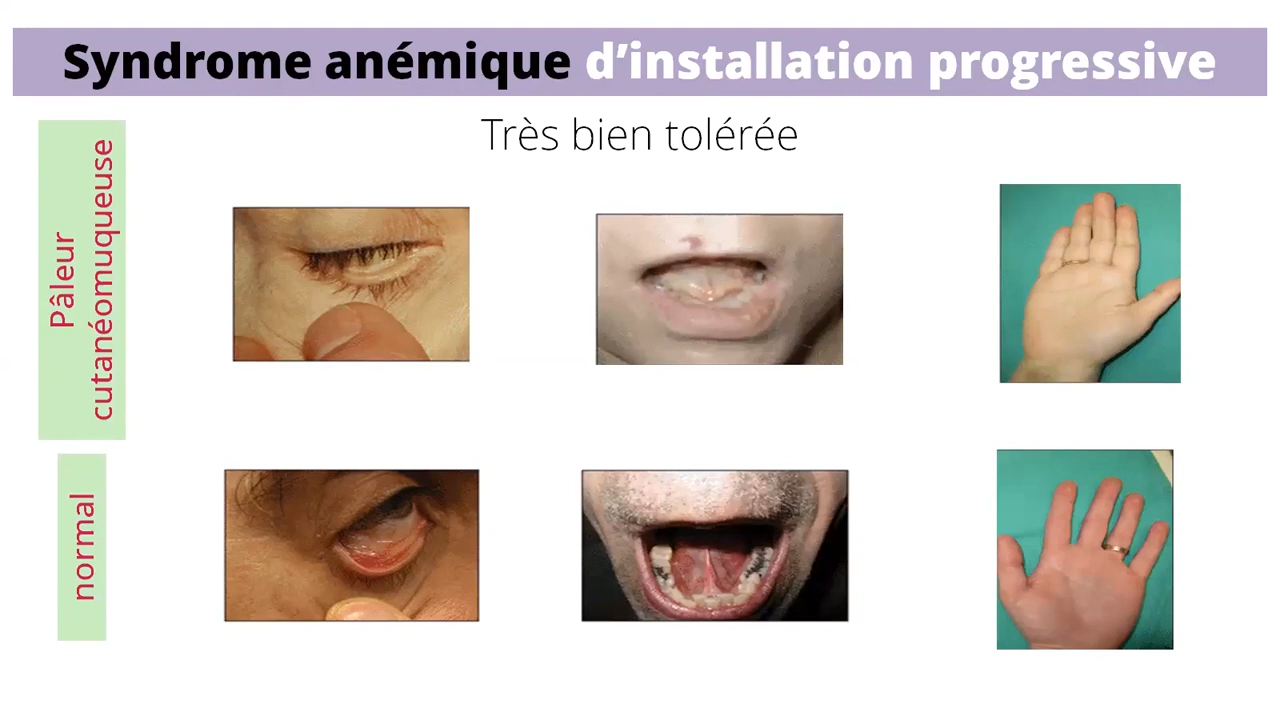 Syndrome anémique d’installation progressive
Très bien tolérée
Pâleur
cutanéomuqueuse
normal